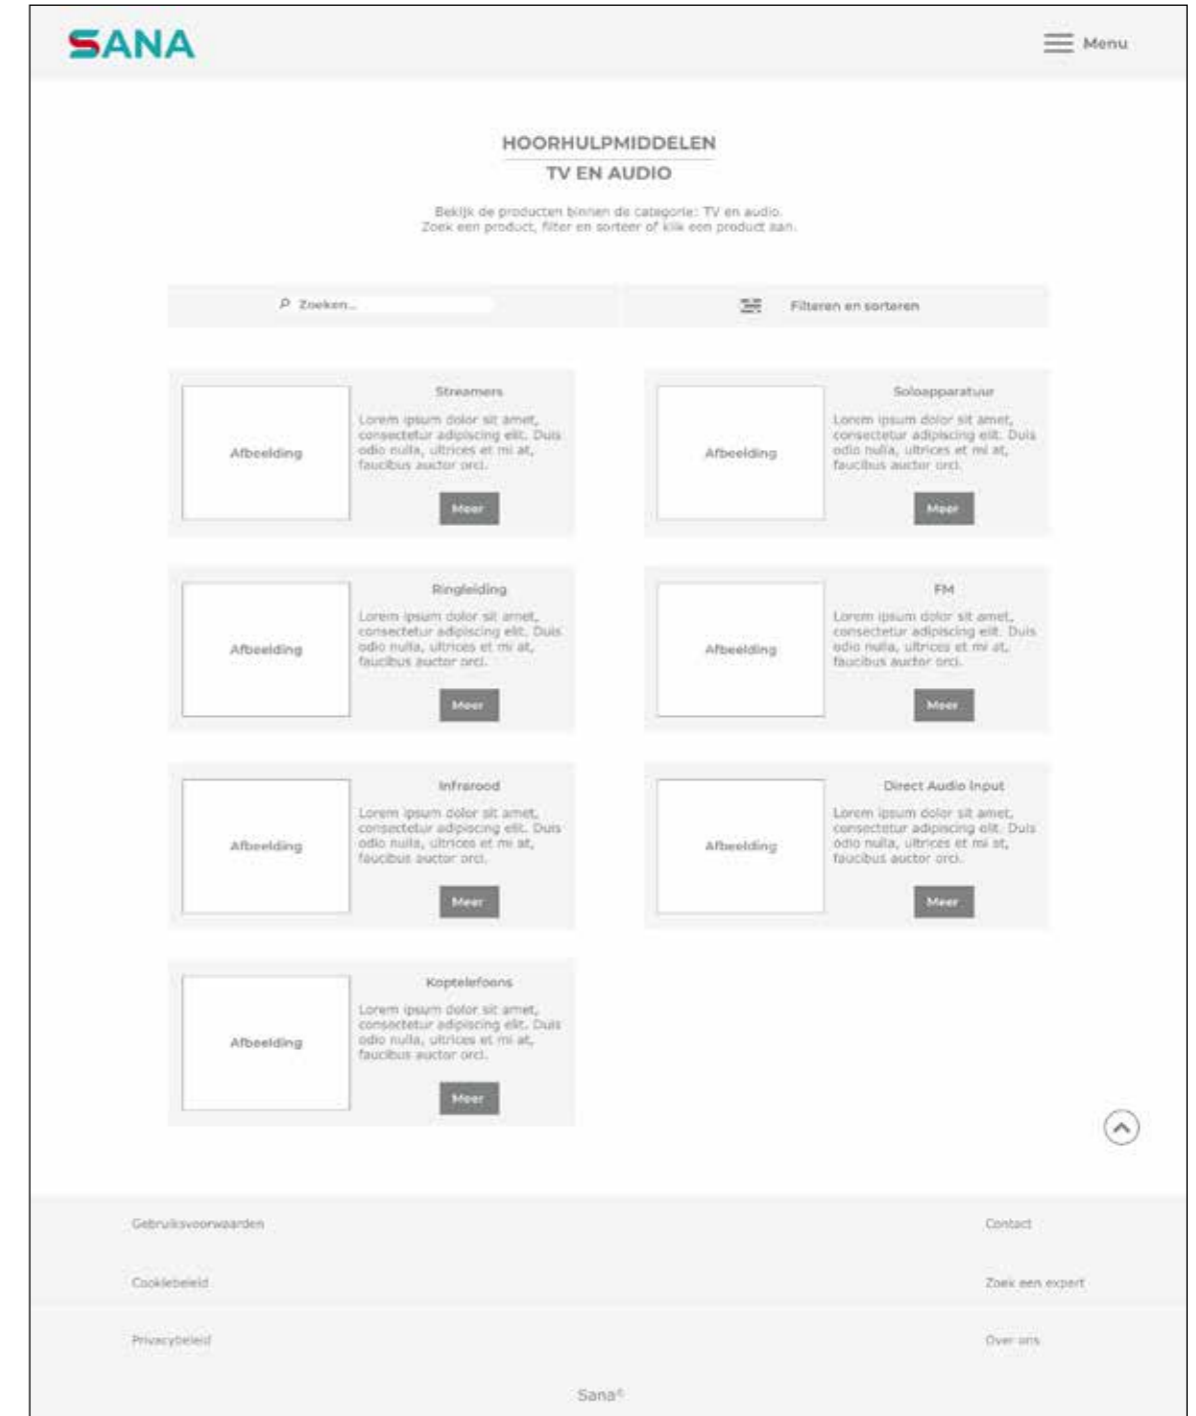 SANA
Menu
HOORHULPMIDDELEN
TV EN AUDIO
Bekijk de producten binnen de categorie: TV en audio.
Zoek een product, filter en sorteer of klik een product aan.
Zoeken...
Filteren en sorteren
Afbeelding
Streamers
Lorem ipsum dolor sit amet,
consectetur adipiscing elit. Duis
odio nulla, ultrices et mi at,
faucibus auctor orci.
Meer
Afbeelding
Soloapparatuur
Lorem ipsum dolor sit amet,
consectetur adipiscing elit. Duis
odio nulla, ultrices et mi at,
faucibus auctor orci.
Meer
Afbeelding
Ringleiding
Lorem ipsum dolor sit amet,
consectetur adipiscing elit. Duis
odio nulla, ultrices et mi at,
faucibus auctor orci.
Meer
Afbeelding
FM
Lorem ipsum dolor sit amet,
consectetur adipiscing elit. Duis
odio nulla, ultrices et mi at,
faucibus auctor orci.
Meer
Afbeelding
Infrarood
Lorem ipsum dolor sit amet,
consectetur adipiscing elit. Duis
odio nulla, ultrices et mi at,
faucibus auctor orci.
Meer
Afbeelding
Direct Audio Input
Lorem ipsum dolor sit amet,
consectetur adipiscing elit. Duis
odio nulla, ultrices et mi at,
faucibus auctor orci.
Meer
Afbeelding
Koptelefoons
Lorem ipsum dolor sit amet,
consectetur adipiscing elit. Duis
odio nulla, ultrices et mi at,
faucibus auctor orci.
Meer
Gebruiksvoorwaarden
Contact
Cookiebeleid
Zoek een expert
Privacybeleid
Over ons
Sana©